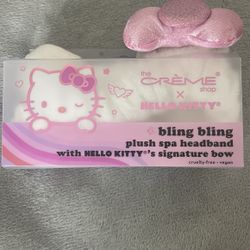 the
CRÈME
shop
×
HELLO KITTY®
bling bling
plush spa headband
with HELLO KITTY®'s signature bow
cruelty-free • vegan